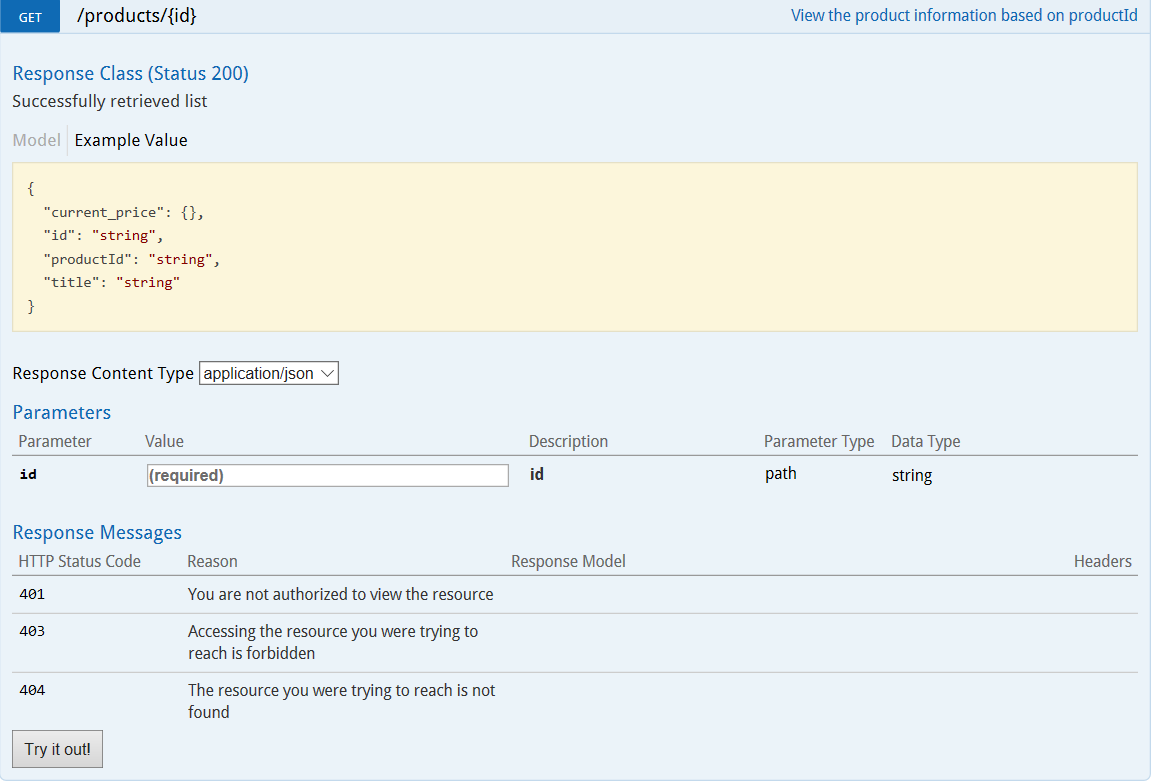 GET /products/{id} View the product information based on productId
Response Class (Status 200)
Successfully retrieved list
Model Example Value
{
  "current_price": {},
  "id": "string",
  "productId": "string",
  "title": "string"
}
Response Content Type application/json
Parameters
Parameter Value Description Parameter Type Data Type
id (required) id path string
Response Messages
HTTP Status Code Reason Response Model Headers
401 You are not authorized to view the resource
403 Accessing the resource you were trying to
reach is forbidden
404 The resource you were trying to reach is not
found
Try it out!